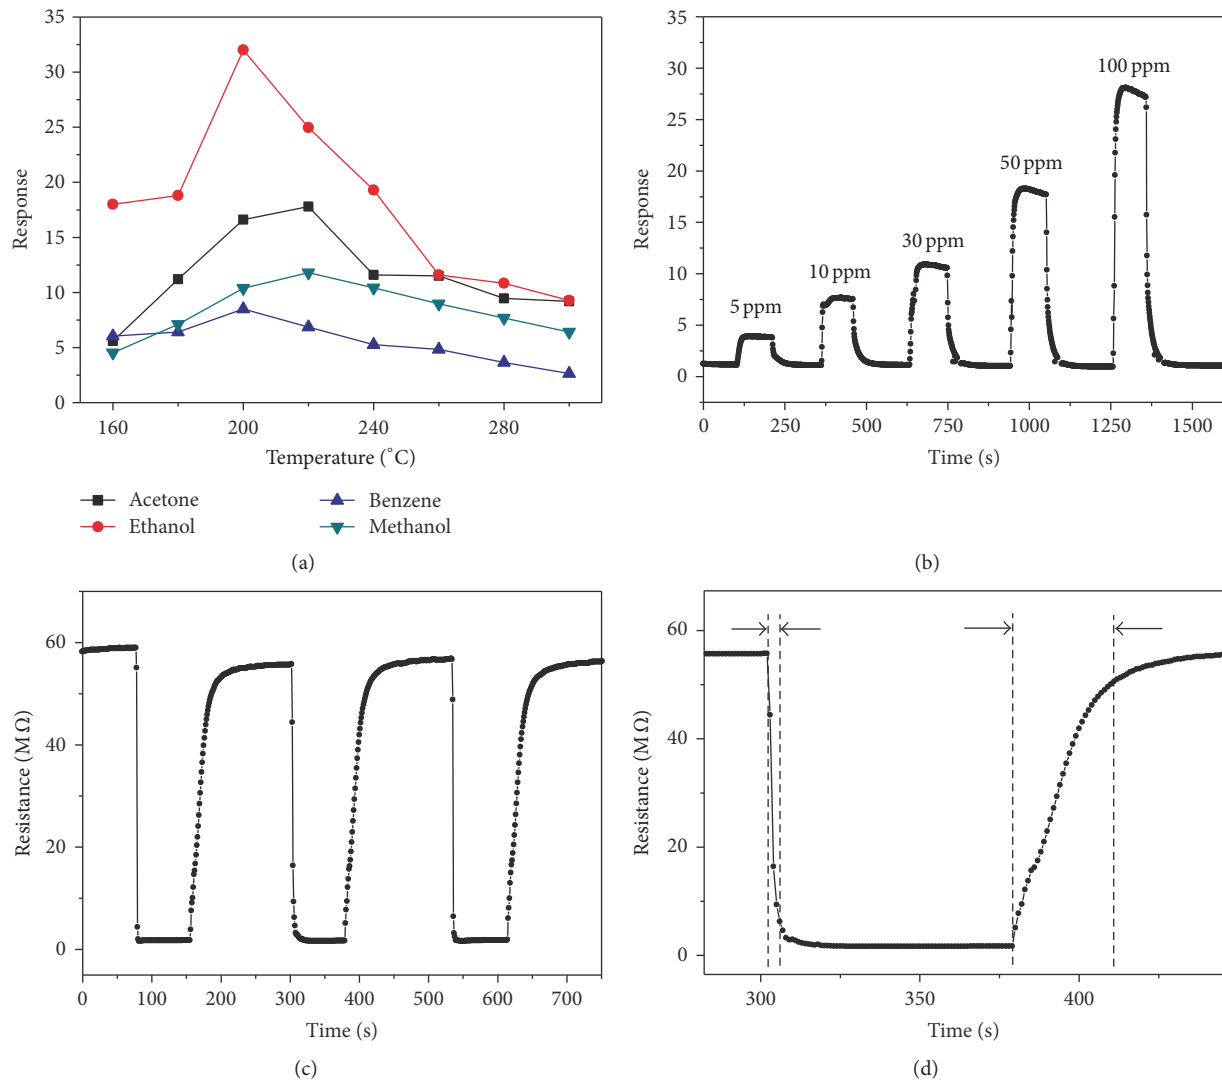 35
30
25
20
15
10
5
0
Response
160
200
240
280
Temperature (°C)
Acetone
Ethanol
Benzene
Methanol
(a)
35
30
25
20
15
10
5
0
Response
5 ppm
10 ppm
30 ppm
50 ppm
100 ppm
0
250
500
750
1000
1250
1500
Time (s)
(b)
60
40
20
0
Resistance (M Ω)
0
100
200
300
400
500
600
700
Time (s)
(c)
60
40
20
0
Resistance (M Ω)
300
350
400
Time (s)
(d)